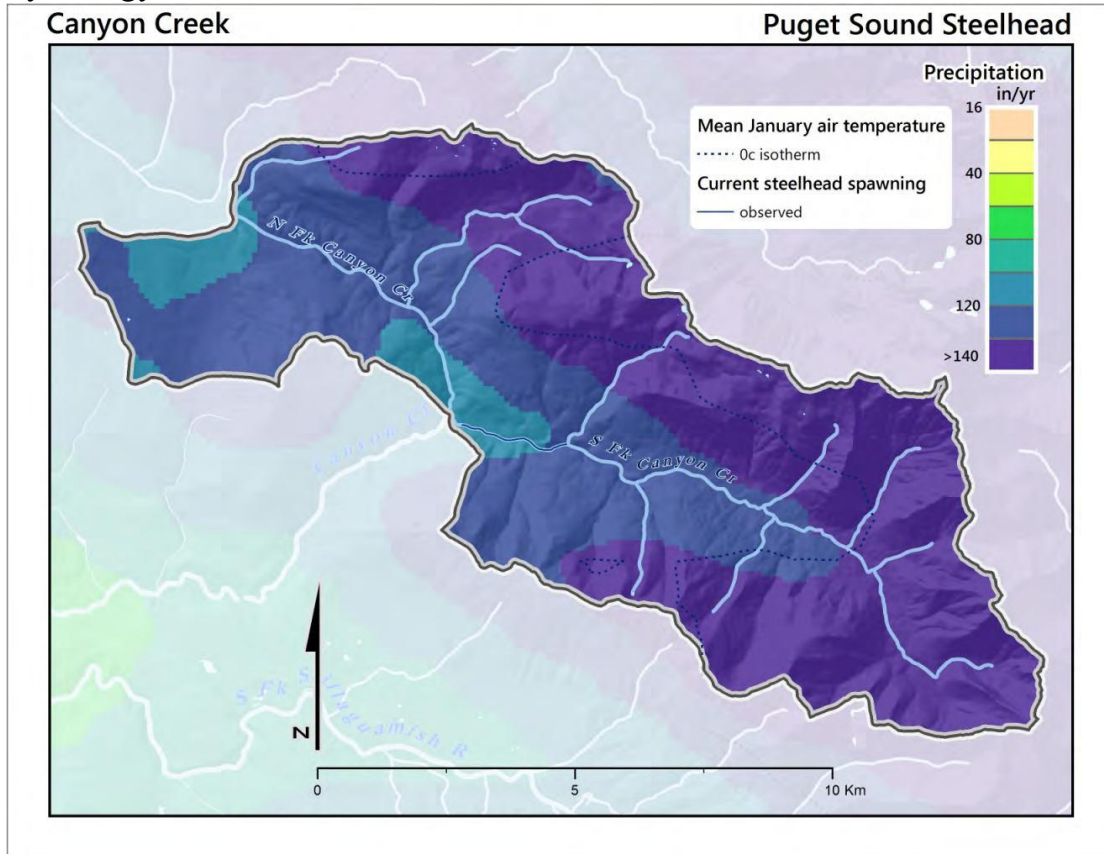 Canyon Creek
Puget Sound Steelhead
Precipitation
in/yr
16
40
80
120
>140
Mean January air temperature
0c isotherm
Current steelhead spawning
observed
N Fk Canyon Cr
S Fk Canyon Cr
Canyon Cr
S Fk Stillaguamish R
N
0
5
10 Km